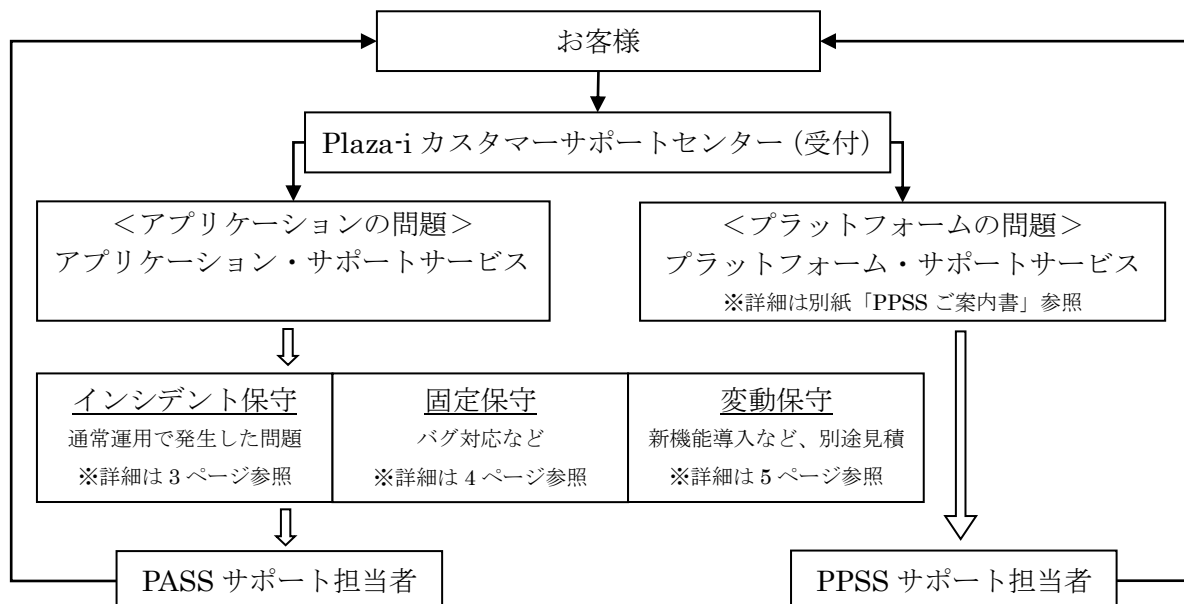 お客様
Plaza-i カスタマーサポートセンター（受付）
＜アプリケーションの問題＞
アプリケーション・サポートサービス
＜プラットフォームの問題＞
プラットフォーム・サポートサービス
※詳細は別紙「PPSS ご案内書」参照
インシデント保守
通常運用で発生した問題
※詳細は 3 ページ参照
固定保守
バグ対応など
※詳細は 4 ページ参照
変動保守
新機能導入など、別途見積
※詳細は 5 ページ参照
PASS サポート担当者
PPSS サポート担当者